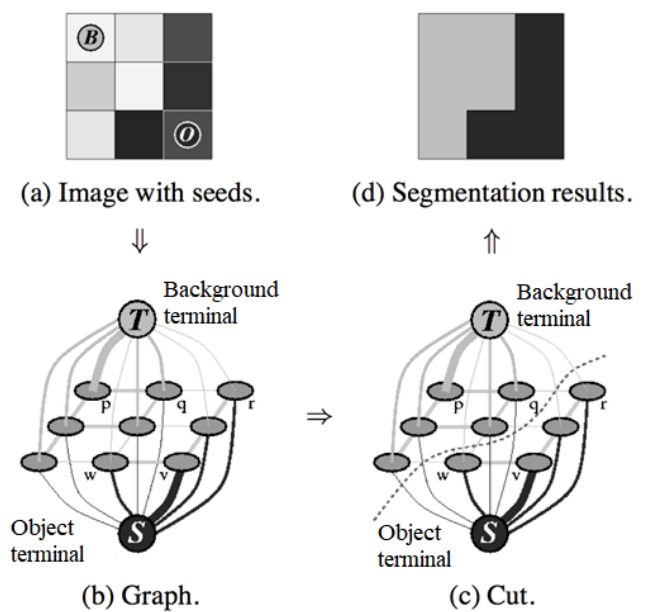 B
O
(a) Image with seeds.
(d) Segmentation results.
⇓
⇑
Background
terminal
T
p
q
r
w
v
S
Object
terminal
(b) Graph.
⇒
Background
terminal
T
p
q
r
w
v
S
Object
terminal
(c) Cut.